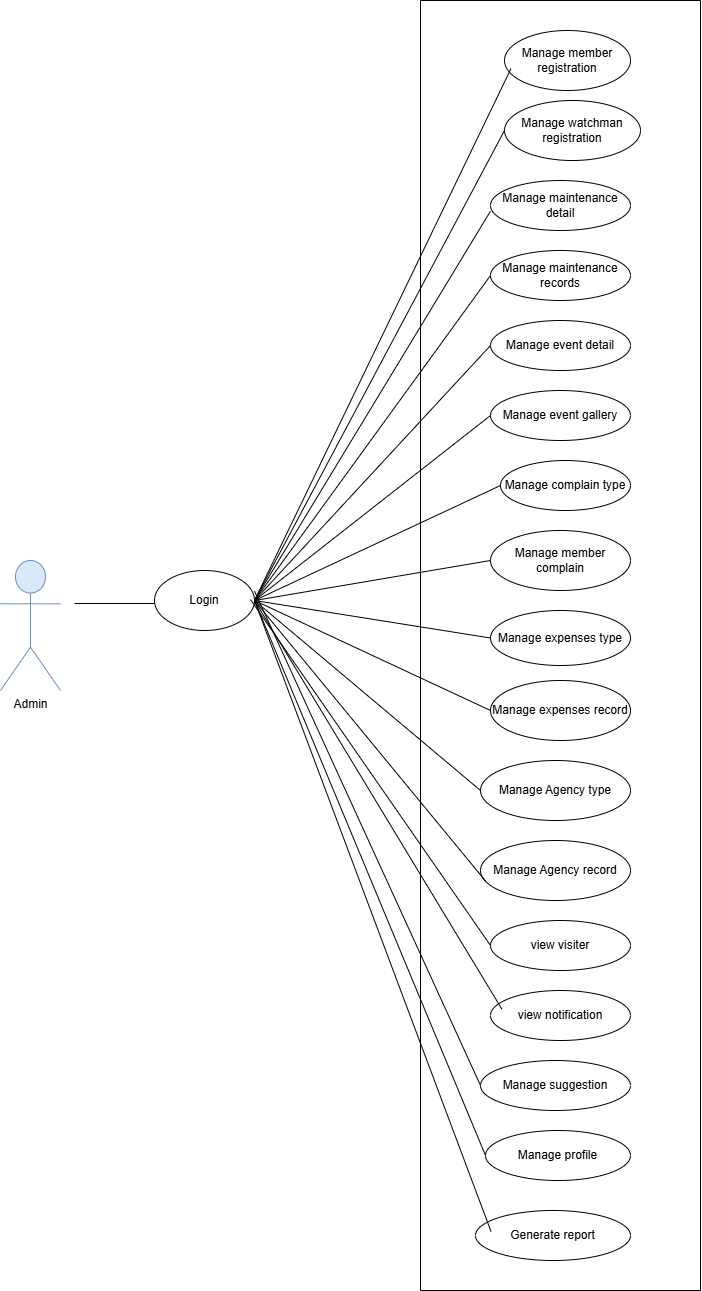 Manage member
registration
Manage watchman
registration
Manage maintenance
detail
Manage maintenance
records
Manage event detail
Manage event gallery
Manage complain type
Manage member
complain
Login
Manage expenses type
Admin
Manage expenses record
Manage Agency type
Manage Agency record
view visiter
view notification
Manage suggestion
Manage profile
Generate report